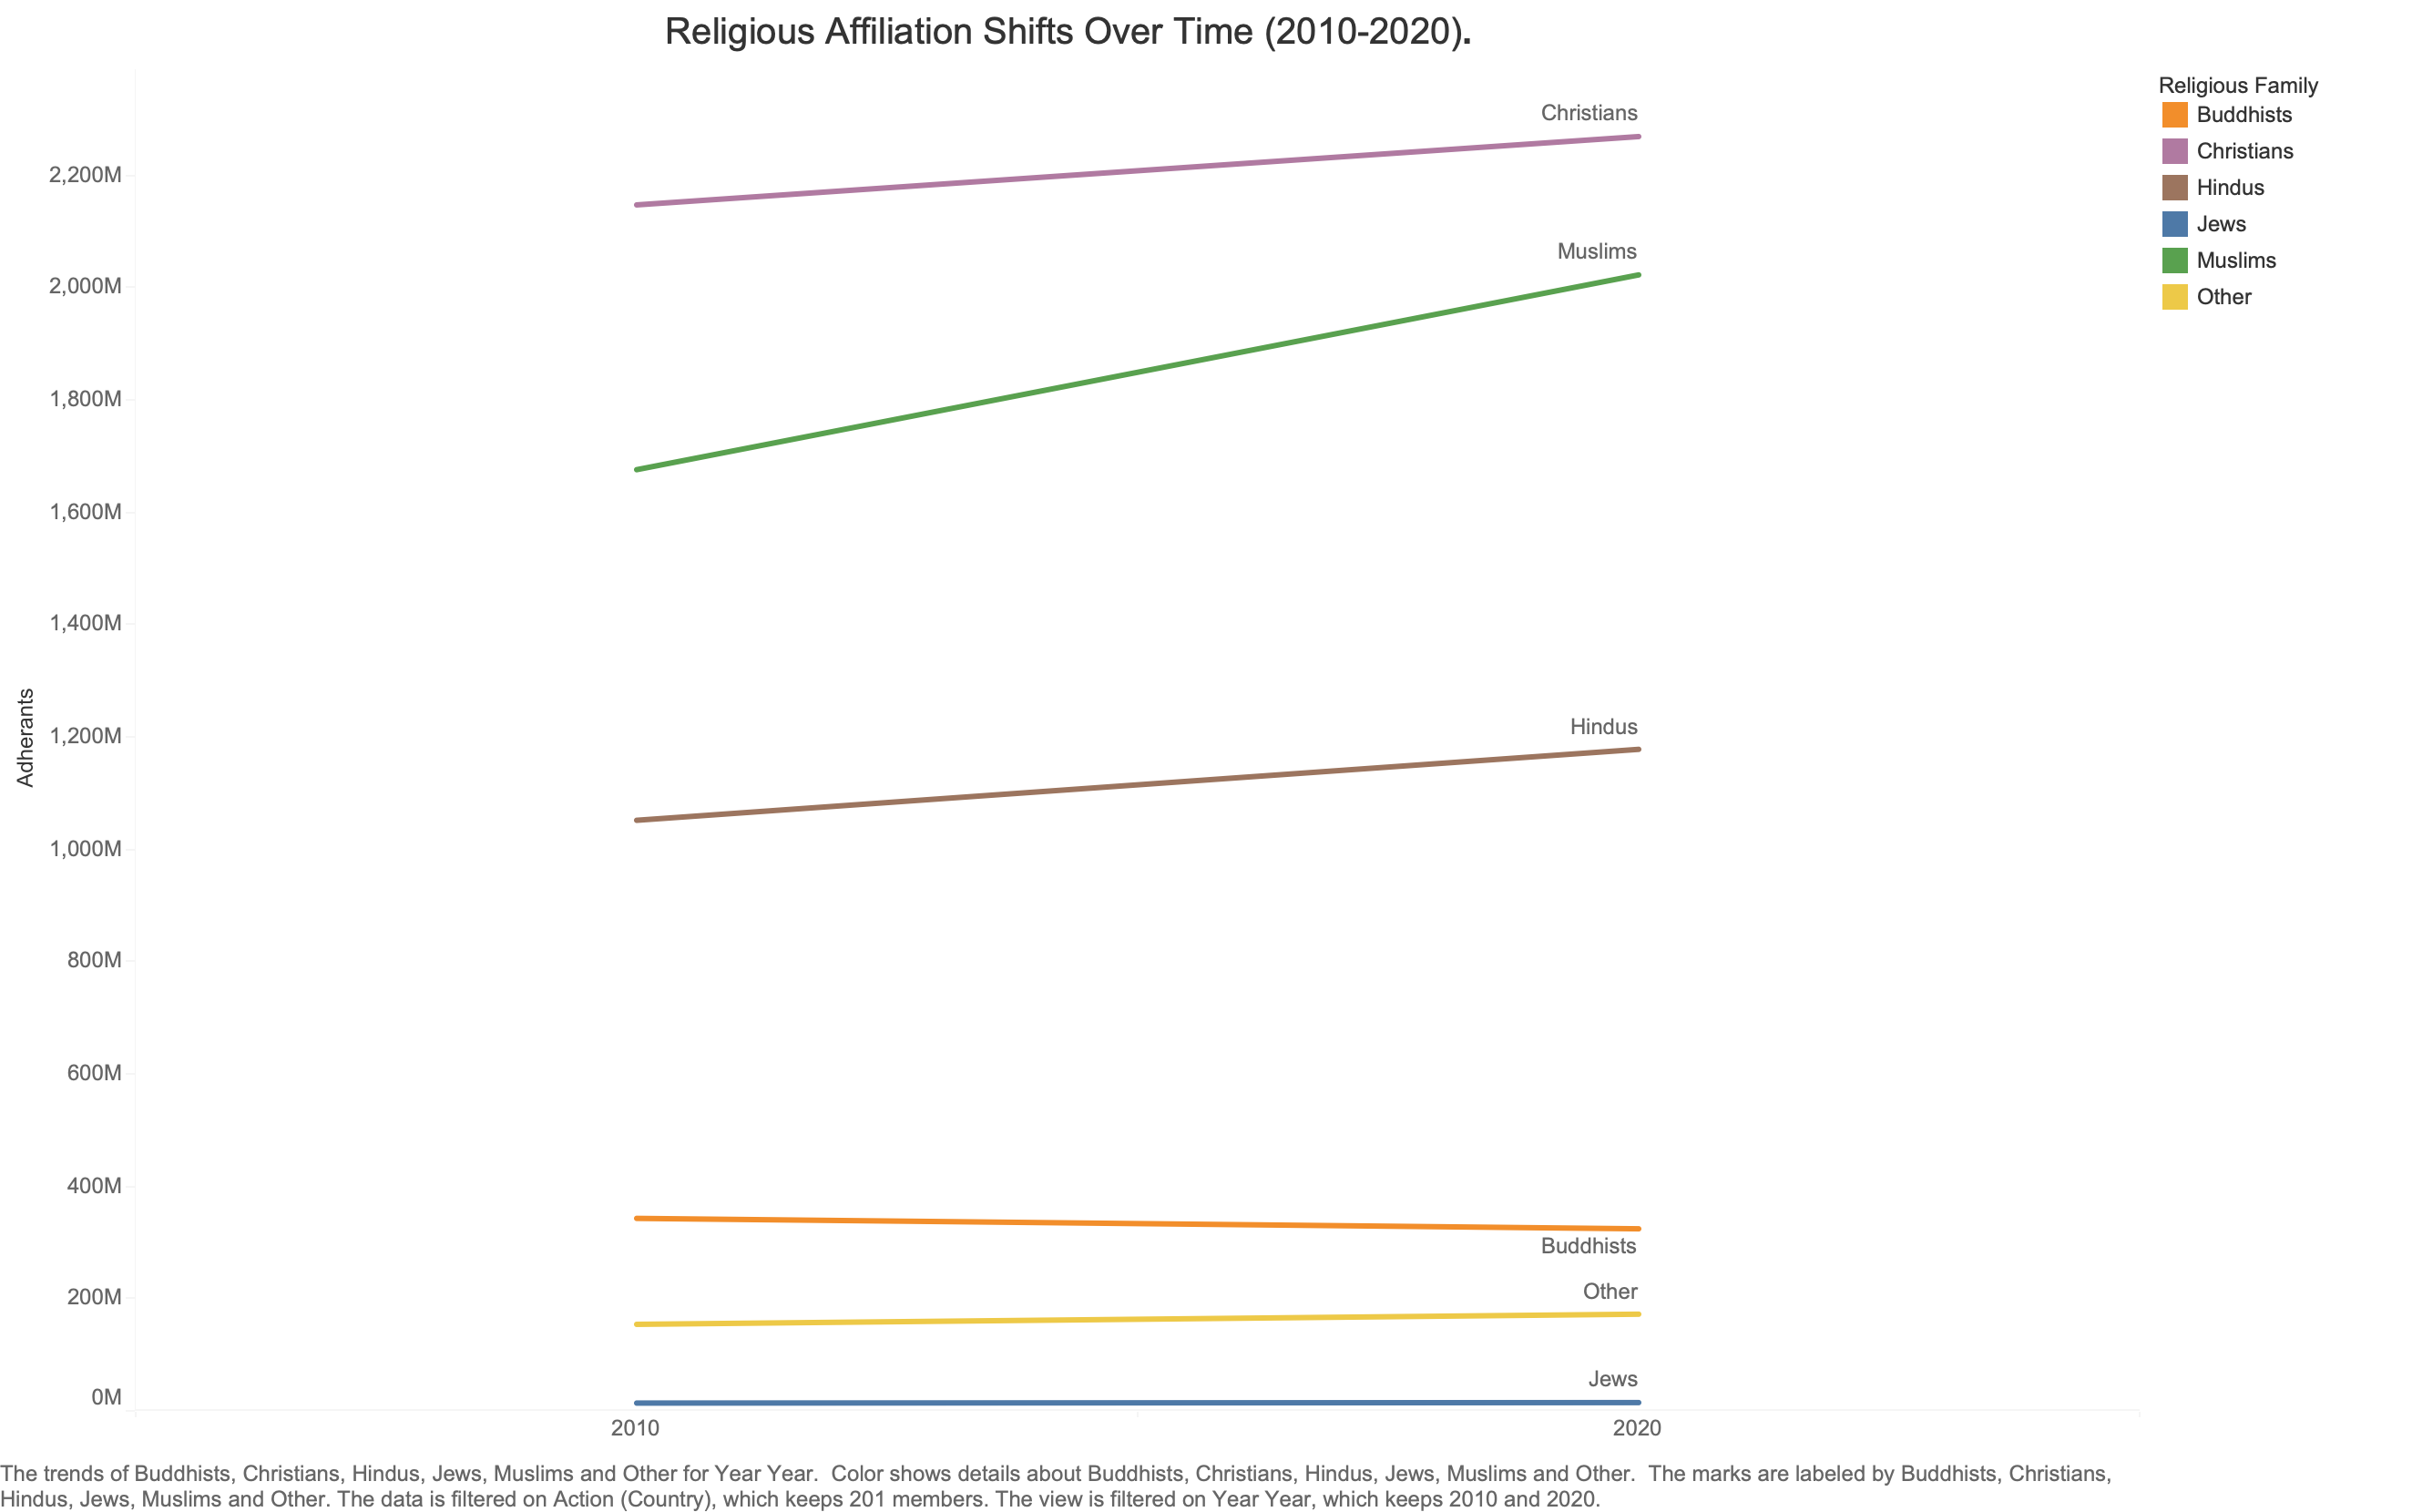 Religious Affiliation Shifts Over Time (2010-2020).
Religious Family
Buddhists
Christians
Hindus
Jews
Muslims
Other
Adherants
2,200M
2,000M
1,800M
1,600M
1,400M
1,200M
1,000M
800M
600M
400M
200M
0M
Christians
Muslims
Hindus
Buddhists
Other
Jews
2010
2020
The trends of Buddhists, Christians, Hindus, Jews, Muslims and Other for Year Year.  Color shows details about Buddhists, Christians, Hindus, Jews, Muslims and Other.  The marks are labeled by Buddhists, Christians,
Hindus, Jews, Muslims and Other. The data is filtered on Action (Country), which keeps 201 members. The view is filtered on Year Year, which keeps 2010 and 2020.